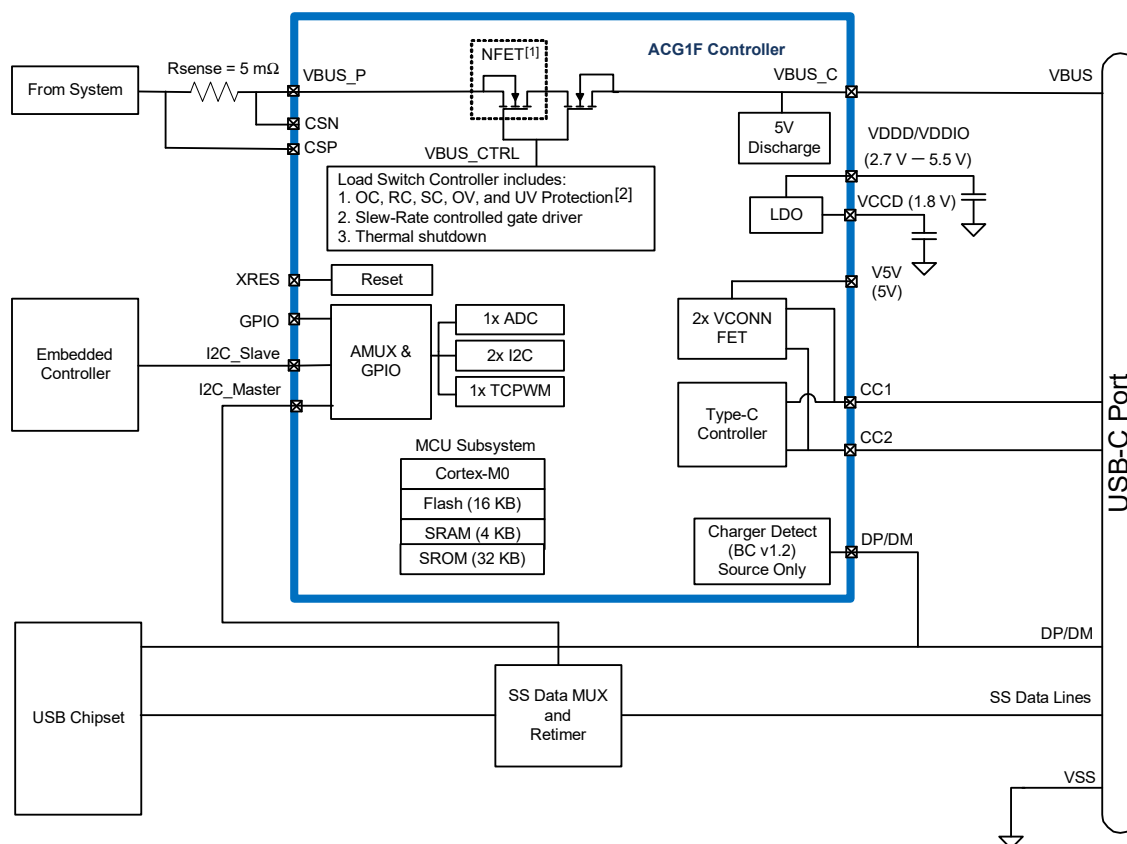 ACG1F Controller
NFET[1]
Rsense = 5 mΩ
VBUS_P
VBUS_C
VBUS
From System
CSN
CSP
5V
Discharge
VBUS_CTRL
VDDD/VDDIO
(2.7 V – 5.5 V)
Load Switch Controller includes:
1. OC, RC, SC, OV, and UV Protection[2]
2. Slew-Rate controlled gate driver
3. Thermal shutdown
LDO
VCCD (1.8 V)
XRES
Reset
V5V
(5V)
GPIO
1x ADC
2x VCONN
FET
Embedded
Controller
I2C_Slave
AMUX &
GPIO
2x I2C
I2C_Master
1x TCPWM
CC1
Type-C
Controller
CC2
USB-C Port
MCU Subsystem
Cortex-M0
Flash (16 KB)
SRAM (4 KB)
SROM (32 KB)
Charger Detect
(BC v1.2)
Source Only
DP/DM
DP/DM
USB Chipset
SS Data MUX
and
Retimer
SS Data Lines
VSS